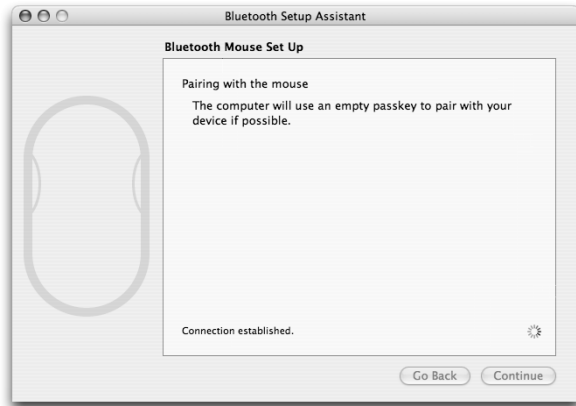 Bluetooth Setup Assistant
Bluetooth Mouse Set Up
Pairing with the mouse
The computer will use an empty passkey to pair with your
device if possible.
Connection established.
Go Back
Continue